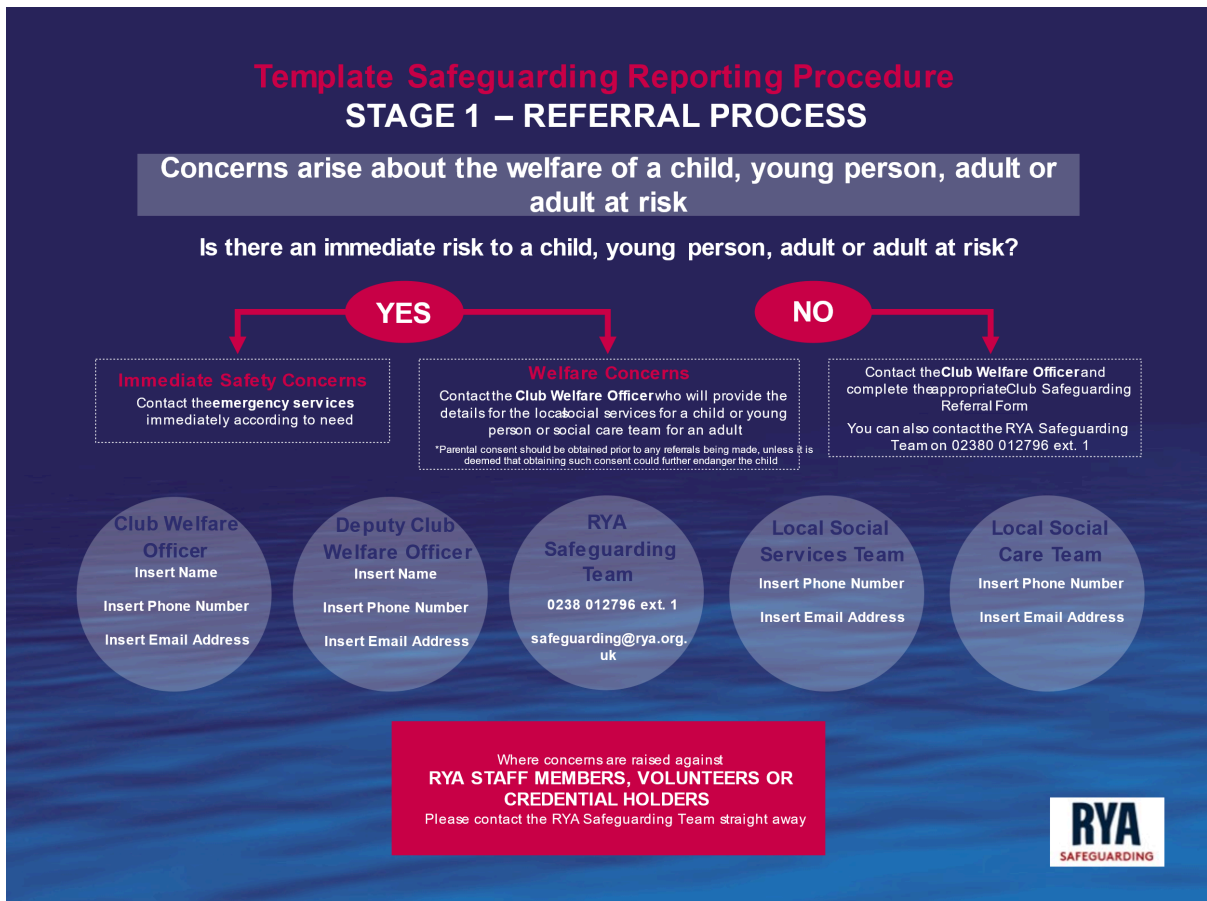 Template Safeguarding Reporting Procedure
STAGE 1 – REFERRAL PROCESS
Concerns arise about the welfare of a child, young person, adult or
adult at risk
Is there an immediate risk to a child, young person, adult or adult at risk?
YES
NO
Immediate Safety Concerns
Contact the emergency services
immediately according to need
Welfare Concerns
Contact the Club Welfare Officer who will provide the
details for the local social services for a child or young
person or social care team for an adult
*Parental consent should be obtained prior to any referrals being made, unless it is
deemed that obtaining such consent could further endanger the child
Contact the Club Welfare Officer and
complete the appropriate Club Safeguarding
Referral Form
You can also contact the RYA Safeguarding
Team on 02380 012796 ext. 1
Club Welfare
Officer
Insert Name
Insert Phone Number
Insert Email Address
Deputy Club
Welfare Officer
Insert Name
Insert Phone Number
Insert Email Address
RYA
Safeguarding
Team
0238 012796 ext. 1
safeguarding@rya.org.
uk
Local Social
Services Team
Insert Phone Number
Insert Email Address
Local Social
Care Team
Insert Phone Number
Insert Email Address
Where concerns are raised against
RYA STAFF MEMBERS, VOLUNTEERS OR
CREDENTIAL HOLDERS
Please contact the RYA Safeguarding Team straight away
RYA
SAFEGUARDING